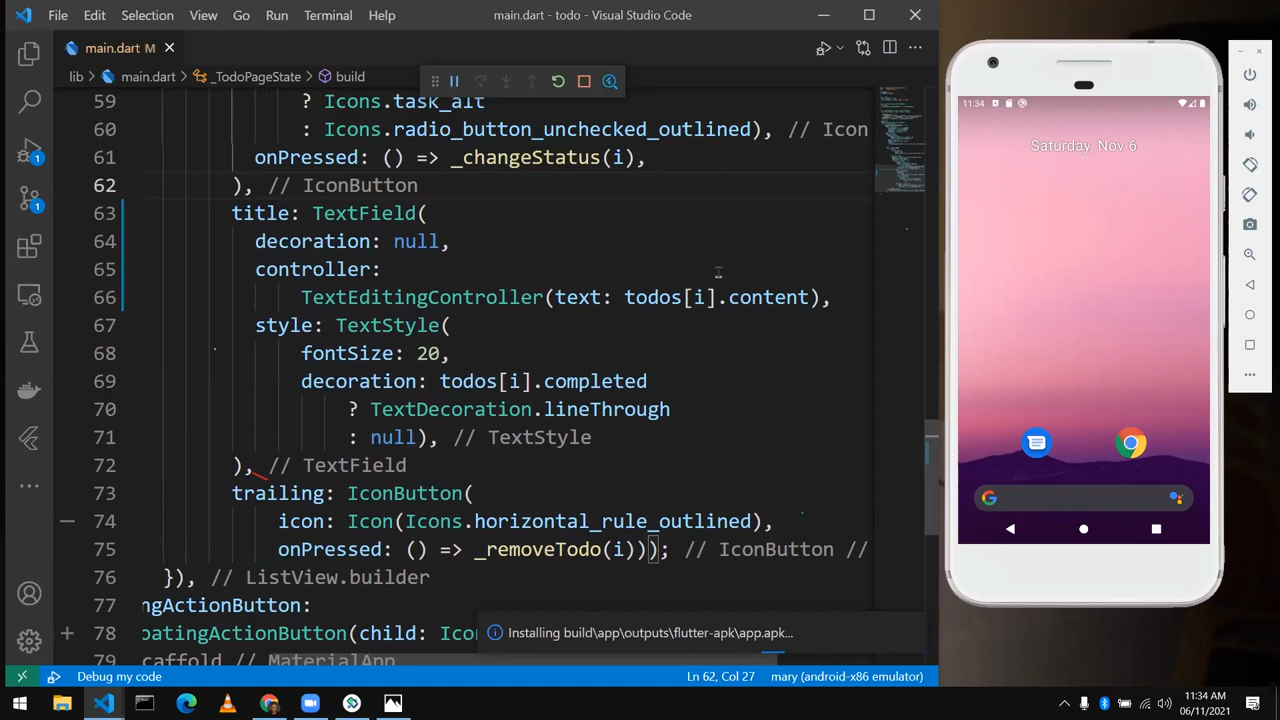 File Edit Selection View Go Run Terminal Help main.dart - todo - Visual Studio Code
main.dart M
lib > main.dart > _TodoPageState > build
59 ? Icons.task_alt
60 : Icons.radio_button_unchecked_outlined), // Icon
61 onPressed: () => _changeStatus(i),
62 ), // IconButton
63 title: TextField(
64 decoration: null,
65 controller:
66 TextEditingController(text: todos[i].content),
67 style: TextStyle(
68 fontSize: 20,
69 decoration: todos[i].completed
70 ? TextDecoration.lineThrough
71 : null), // TextStyle
72 ), // TextField
73 trailing: IconButton(
74 icon: Icon(Icons.horizontal_rule_outlined),
75 onPressed: () => _removeTodo(i))); // IconButton //
76 }), // ListView.builder
77 ngActionButton:
78 oatingActionButton(child: Ico
79 caffold // MaterialApp
Installing build\app\outputs\flutter-apk\app.apk...
1
1
Debug my code Ln 62, Col 27 mary (android-x86 emulator)
11:34 AM
06/11/2021
11:34
Saturday, Nov 6